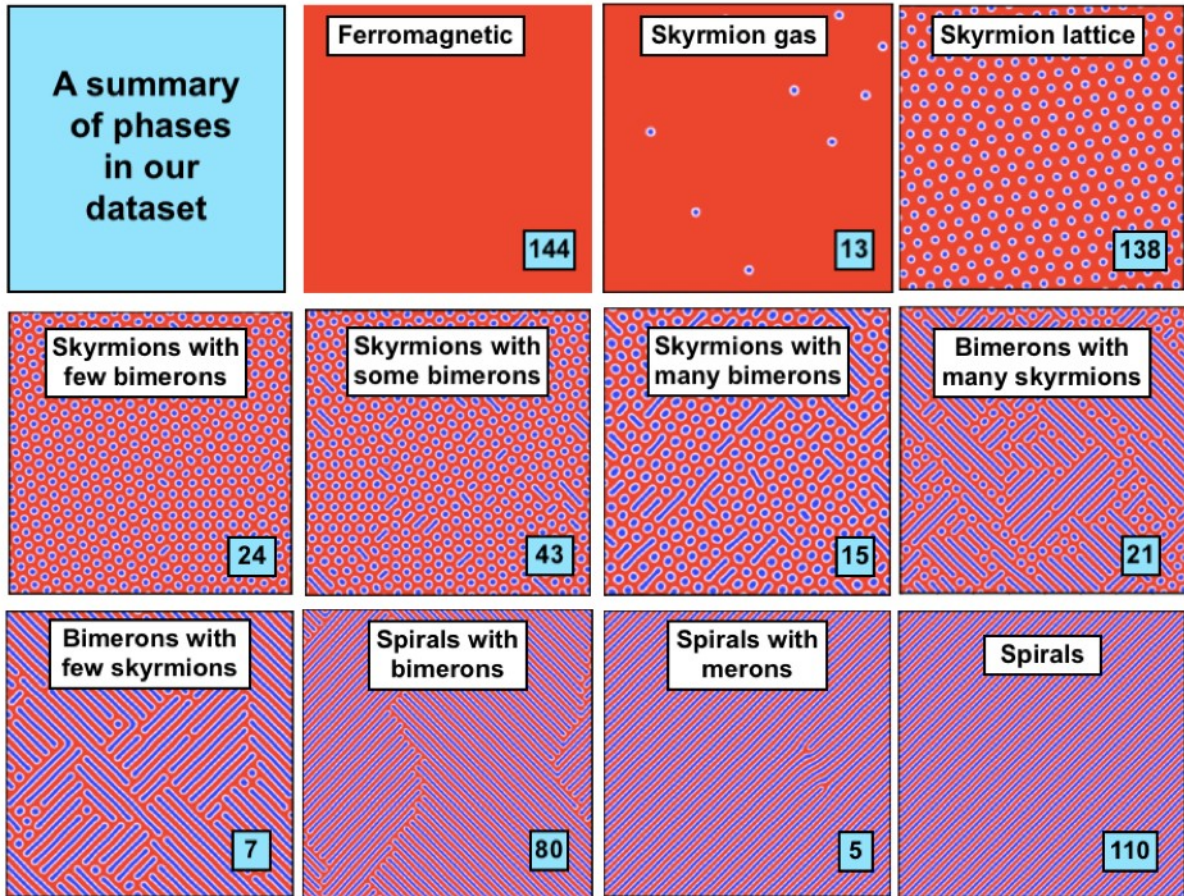 A summary
of phases
in our
dataset
Ferromagnetic
144
Skyrmion gas
13
Skyrmion lattice
138
Skyrmions with
few bimerons
24
Skyrmions with
some bimerons
43
Skyrmions with
many bimerons
15
Bimerons with
many skyrmions
21
Bimerons with
few skyrmions
7
Spirals with
bimerons
80
Spirals with
merons
5
Spirals
110